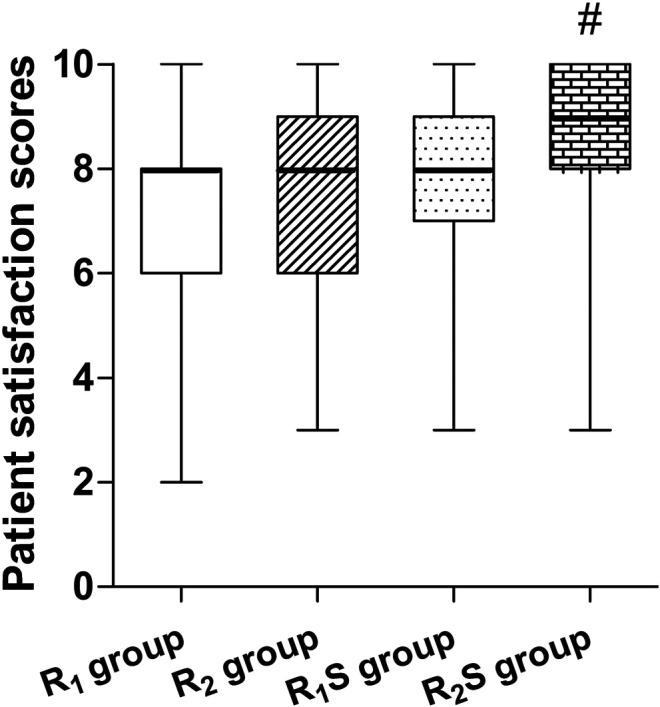 #
Patient satisfaction scores
10
8
6
4
2
0
R1 group
R2 group
R1S group
R2S group